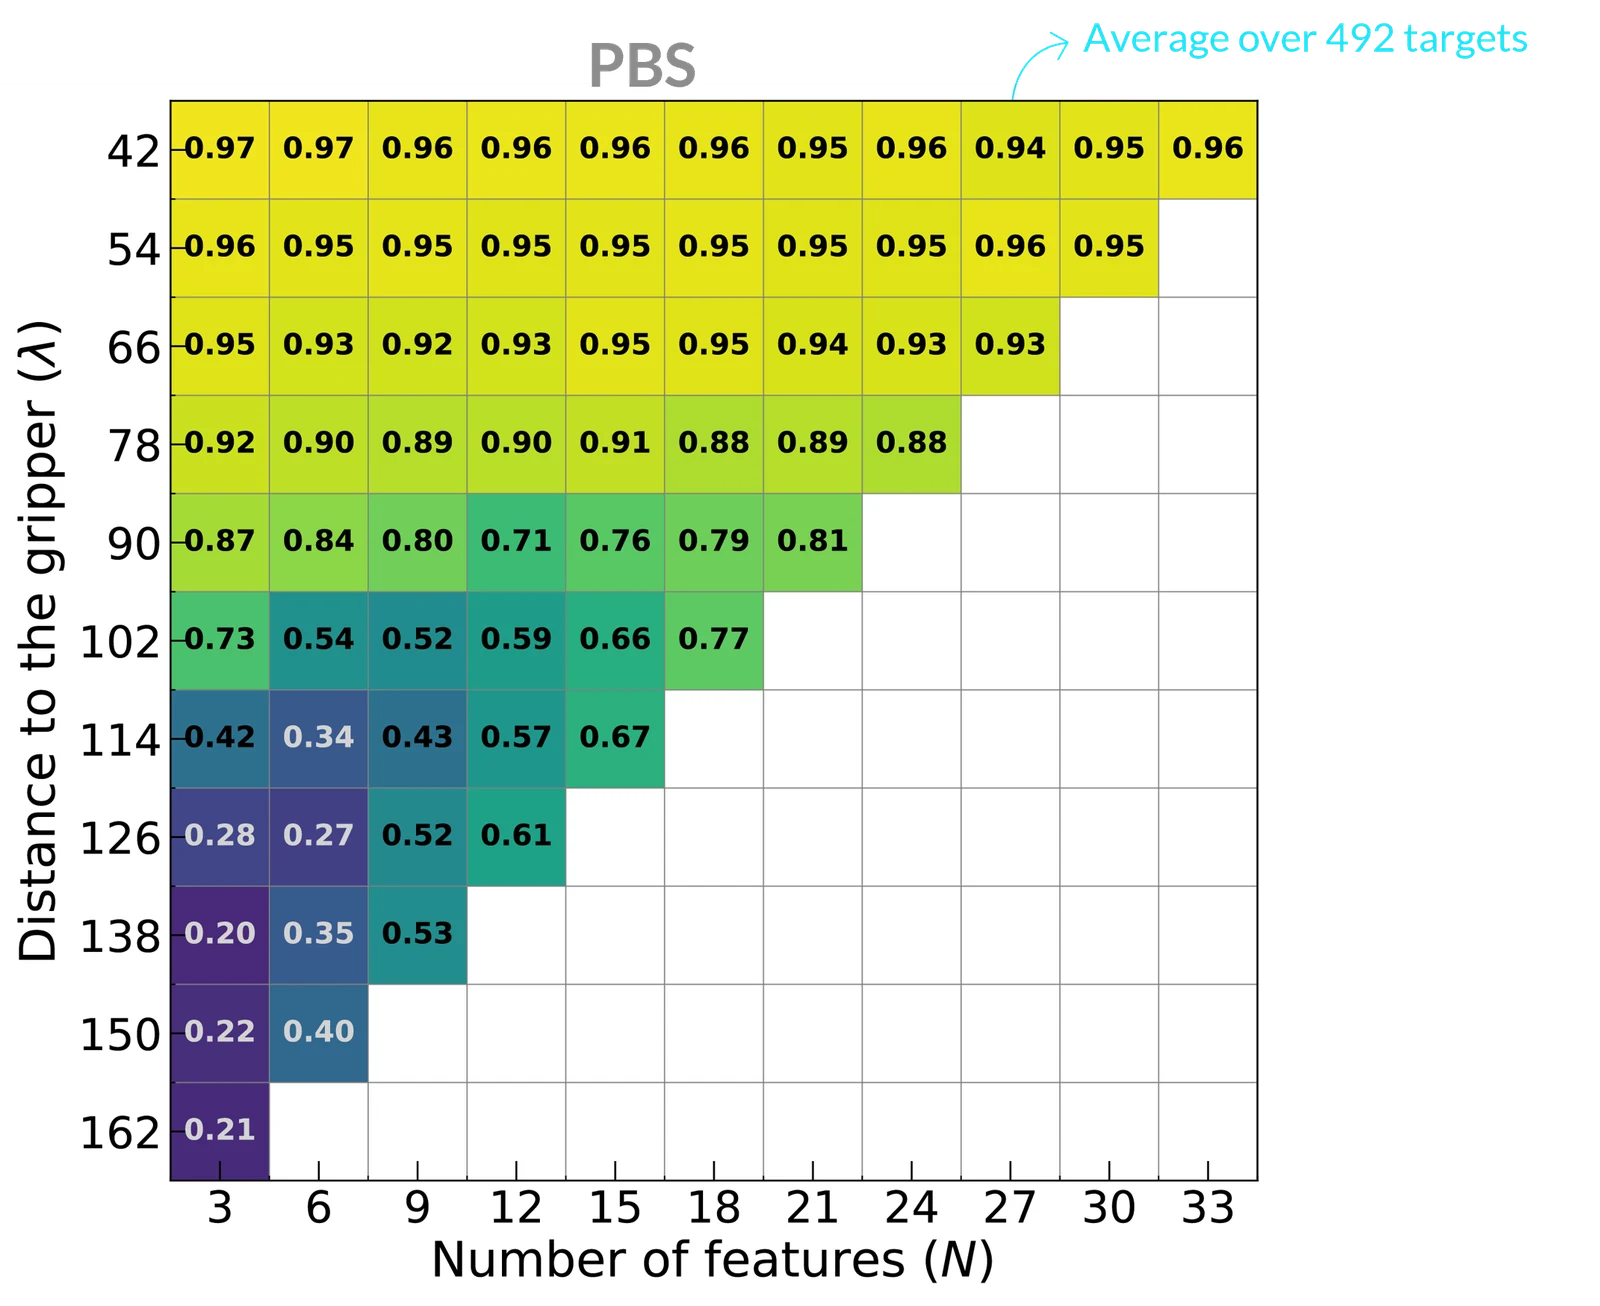 Average over 492 targets
PBS
Distance to the gripper (λ)
42 0.97 0.97 0.96 0.96 0.96 0.96 0.95 0.96 0.94 0.95 0.96
54 0.96 0.95 0.95 0.95 0.95 0.95 0.95 0.95 0.96 0.95
66 0.95 0.93 0.92 0.93 0.95 0.95 0.94 0.93 0.93
78 0.92 0.90 0.89 0.90 0.91 0.88 0.89 0.88
90 0.87 0.84 0.80 0.71 0.76 0.79 0.81
102 0.73 0.54 0.52 0.59 0.66 0.77
114 0.42 0.34 0.43 0.57 0.67
126 0.28 0.27 0.52 0.61
138 0.20 0.35 0.53
150 0.22 0.40
162 0.21
3 6 9 12 15 18 21 24 27 30 33
Number of features (N)